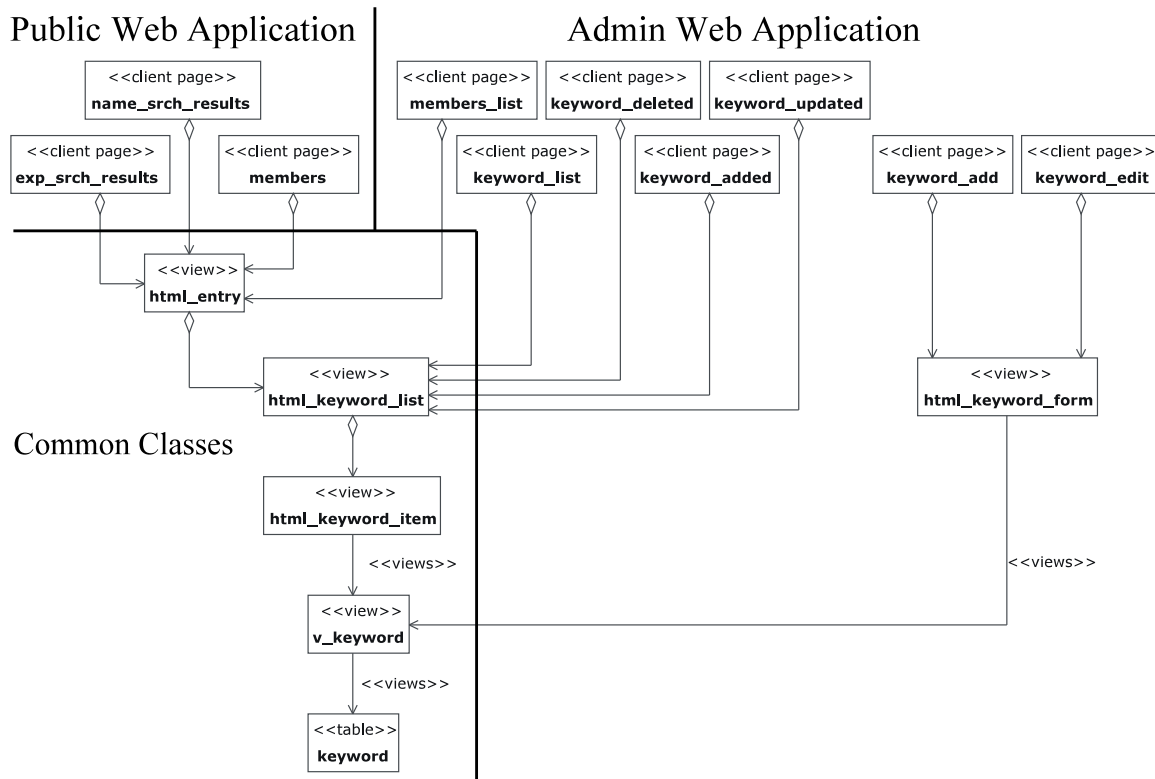 Public Web Application
Admin Web Application
<<client page>>
name_srch_results
<<client page>>
members_list
<<client page>>
keyword_deleted
<<client page>>
keyword_updated
<<client page>>
exp_srch_results
<<client page>>
members
<<client page>>
keyword_list
<<client page>>
keyword_added
<<client page>>
keyword_add
<<client page>>
keyword_edit
<<view>>
html_entry
<<view>>
html_keyword_list
<<view>>
html_keyword_form
Common Classes
<<view>>
html_keyword_item
<<views>>
<<views>>
<<view>>
v_keyword
<<views>>
<<table>>
keyword